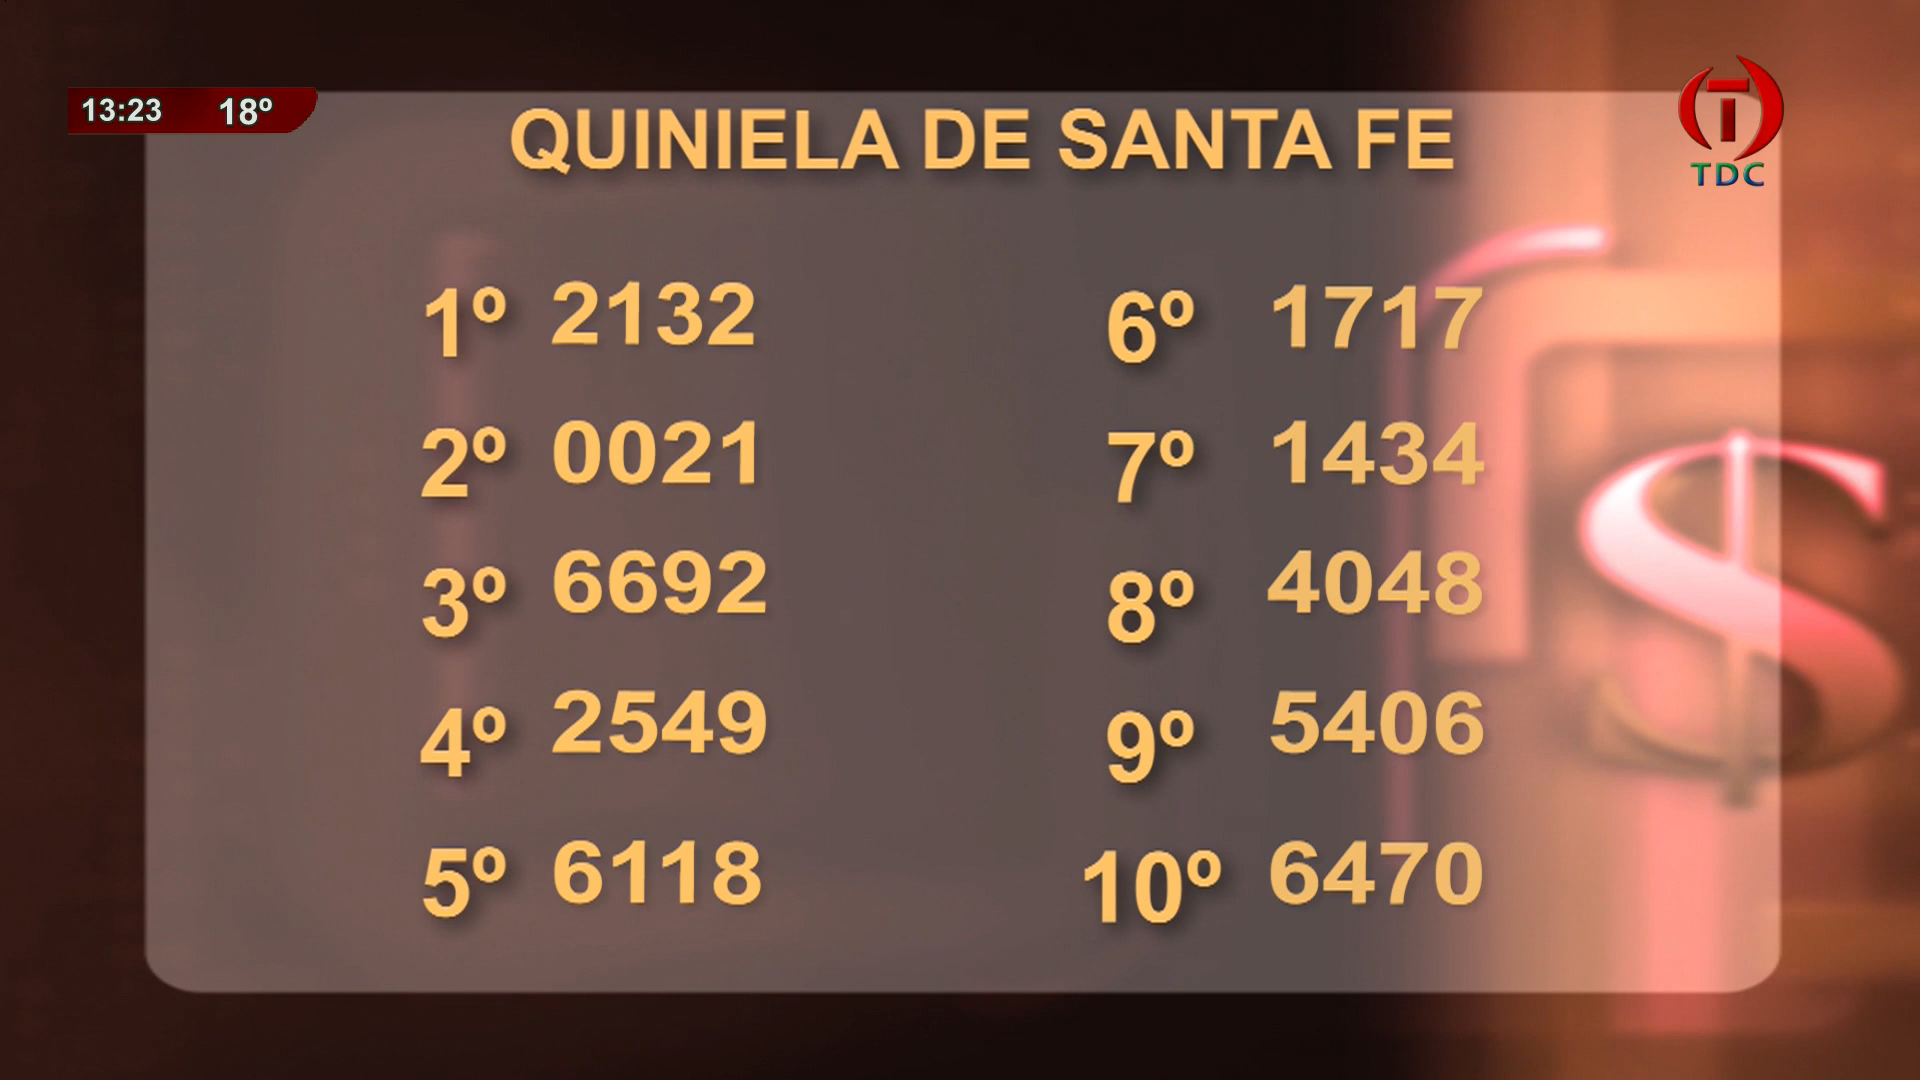 13:23 18º
TDC
QUINIELA DE SANTA FE
1º 2132
2º 0021
3º 6692
4º 2549
5º 6118
6º 1717
7º 1434
8º 4048
9º 5406
10º 6470